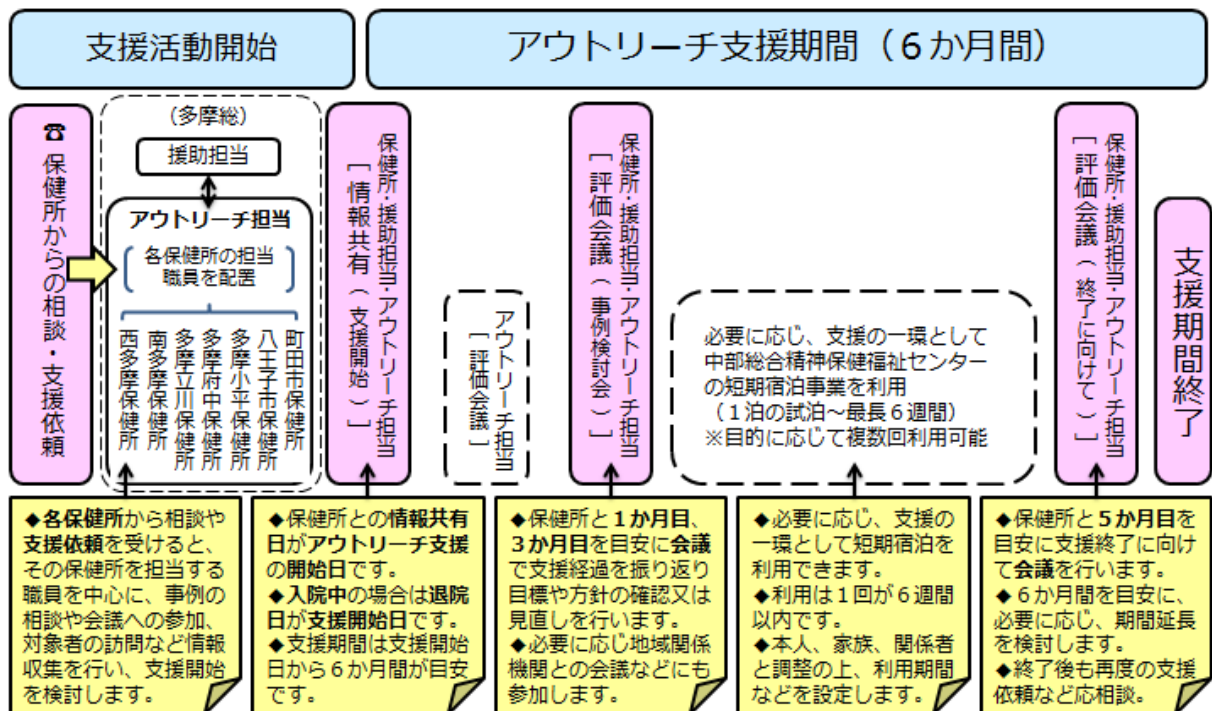 支援活動開始
アウトリーチ支援期間（６か月間）
☎保健所からの相談・支援依頼
（多摩総）
援助担当
アウトリーチ担当
各保健所の担当
職員を配置
西多摩保健所
南多摩保健所
多摩立川保健所
多摩府中保健所
多摩小平保健所
八王子市保健所
町田市保健所
保健所・援助担当・アウトリーチ担当
［情報共有（支援開始）］
アウトリーチ担当
［評価会議］
保健所・援助担当・アウトリーチ担当
［評価会議（事例検討会）］
必要に応じ、支援の一環として
中部総合精神保健福祉センター
の短期宿泊事業を利用
（１泊の試泊～最長６週間）
※目的に応じて複数回利用可能
保健所・援助担当・アウトリーチ担当
［評価会議（終了に向けて）］
支援期間終了
◆各保健所から相談や
支援依頼を受けると、
その保健所を担当する
職員を中心に、事例の
相談や会議への参加、
対象者の訪問など情報
収集を行い、支援開始
を検討します。
◆保健所との情報共有
日がアウトリーチ支援
の開始日です。
◆入院中の場合は退院
日が支援開始日です。
◆支援期間は支援開始
日から６か月間が目安
です。
◆保健所と１か月目、
３か月目を目安に会議
で支援経過を振り返り
目標や方針の確認又は
見直しを行います。
◆必要に応じ地域関係
機関との会議などにも
参加します。
◆必要に応じ、支援の
一環として短期宿泊を
利用できます。
◆利用は１回が６週間
以内です。
◆本人、家族、関係者
と調整の上、利用期間
などを設定します。
◆保健所と５か月目を
目安に支援終了に向け
て会議を行います。
◆６か月間を目安に、
必要に応じ、期間延長
を検討します。
◆終了後も再度の支援
依頼など応相談。